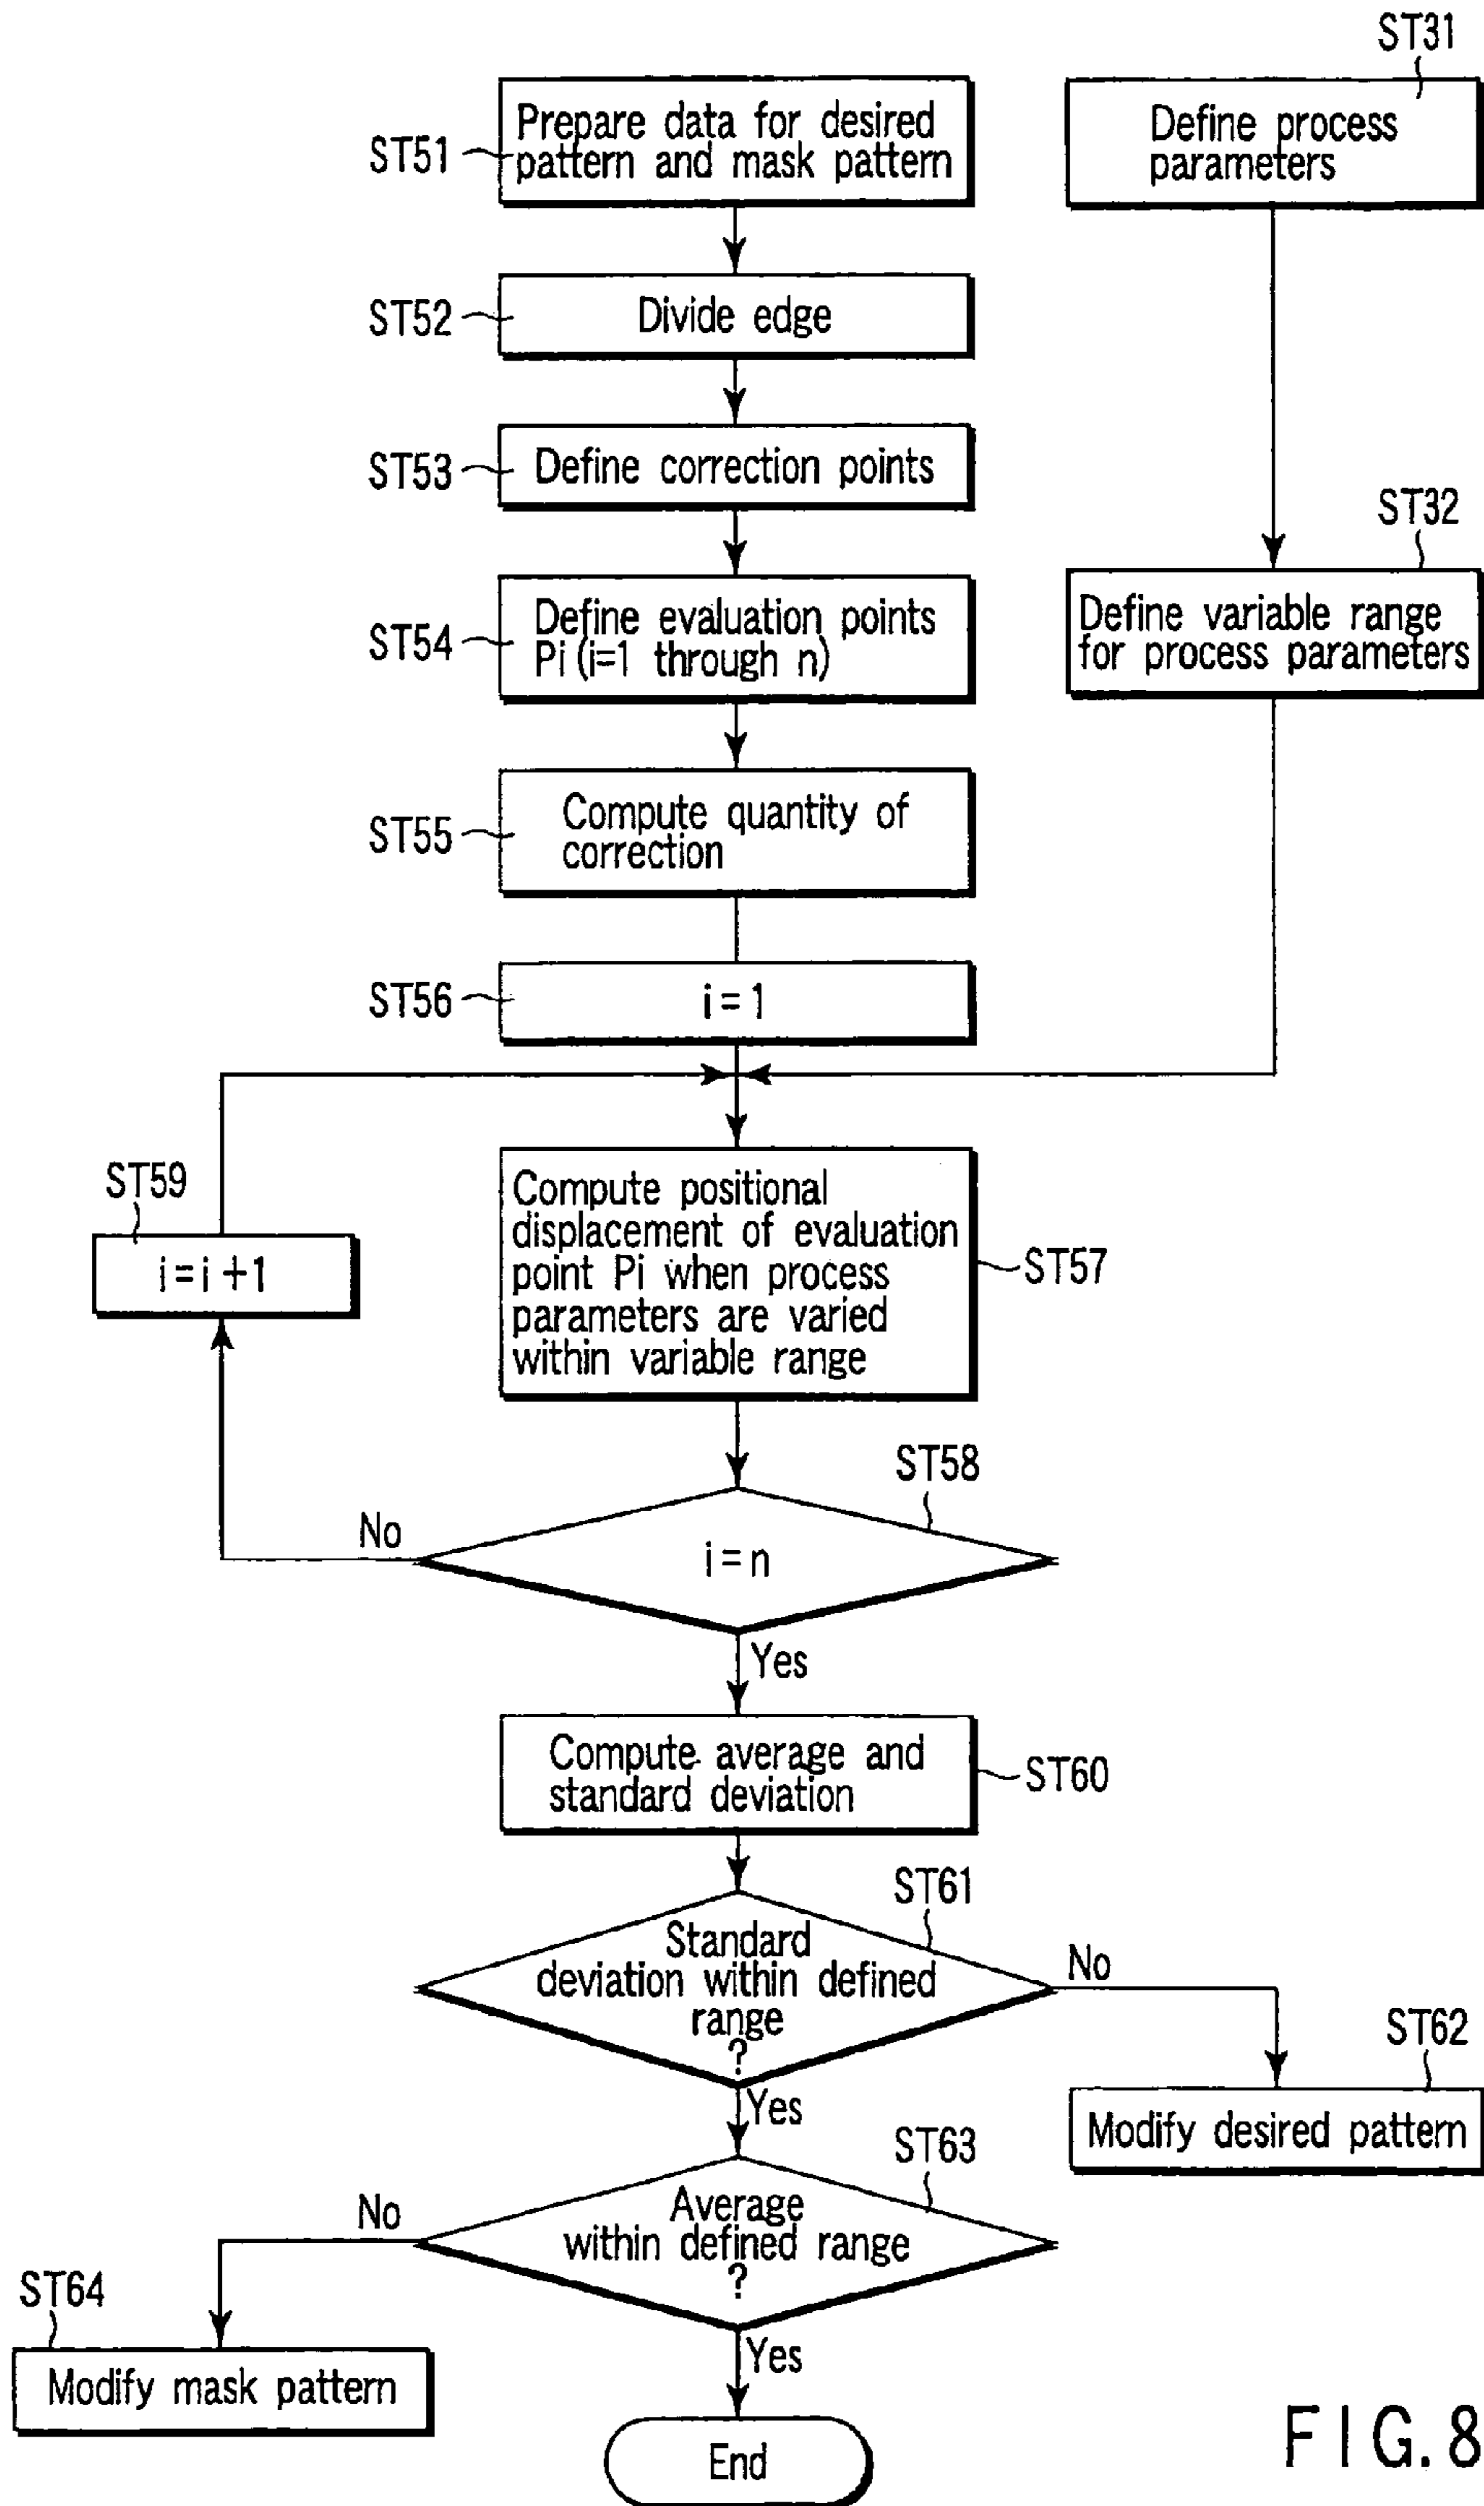 ST31
ST51
Prepare data for desired
pattern and mask pattern
Define process
parameters
ST52
Divide edge
ST53
Define correction points
ST32
ST54
Define evaluation points
Pi (i=1 through n)
Define variable range
for process parameters
ST55
Compute quantity of
correction
ST56
i = 1
ST59
i = i + 1
Compute positional
displacement of evaluation
point Pi when process
parameters are varied
within variable range
ST57
ST58
No
i = n
Yes
Compute average and
standard deviation
ST60
ST61
Standard
deviation within defined
range
?
No
ST62
Yes
Modify desired pattern
ST63
No
Average
within defined range
?
ST64
Yes
Modify mask pattern
End
FIG. 8